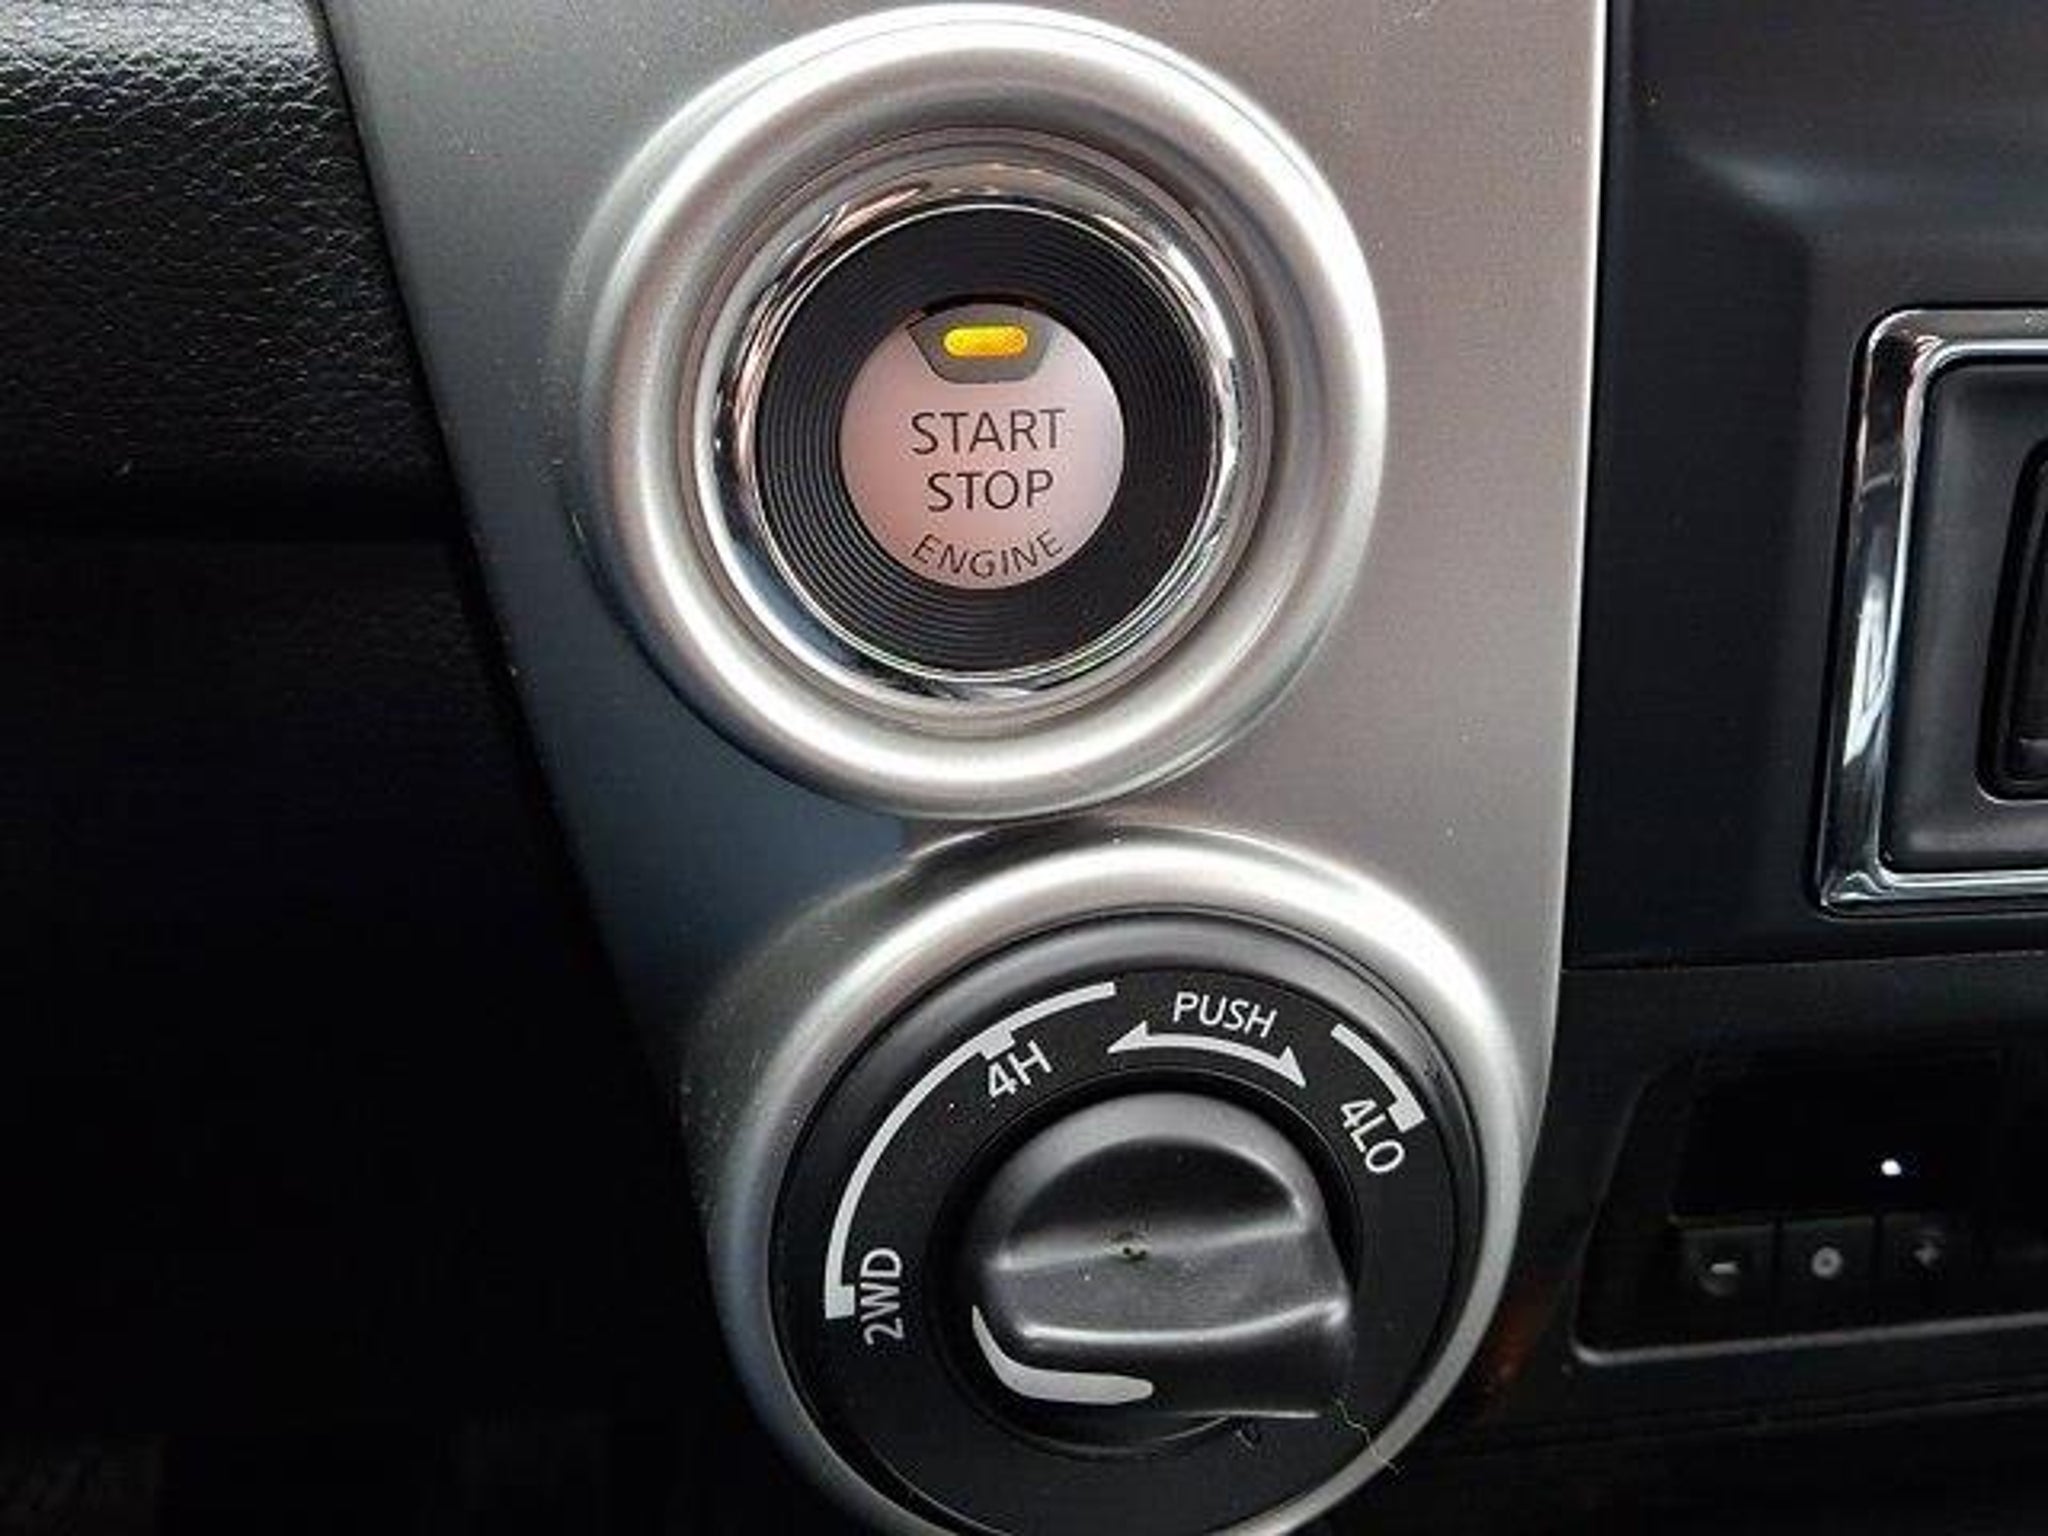 START
STOP
ENGINE
PUSH
4H
4LO
2WD